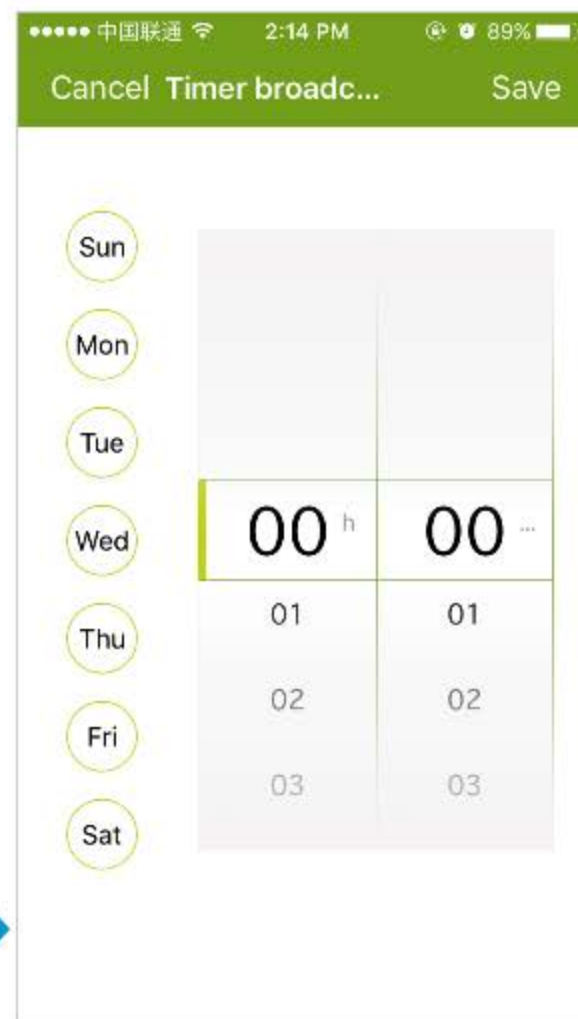 中国联通 2:14 PM 89%
Cancel Timer broadc... Save
Sun
Mon
Tue
Wed
Thu
Fri
Sat
00 h 00 ...
01 01
02 02
03 03